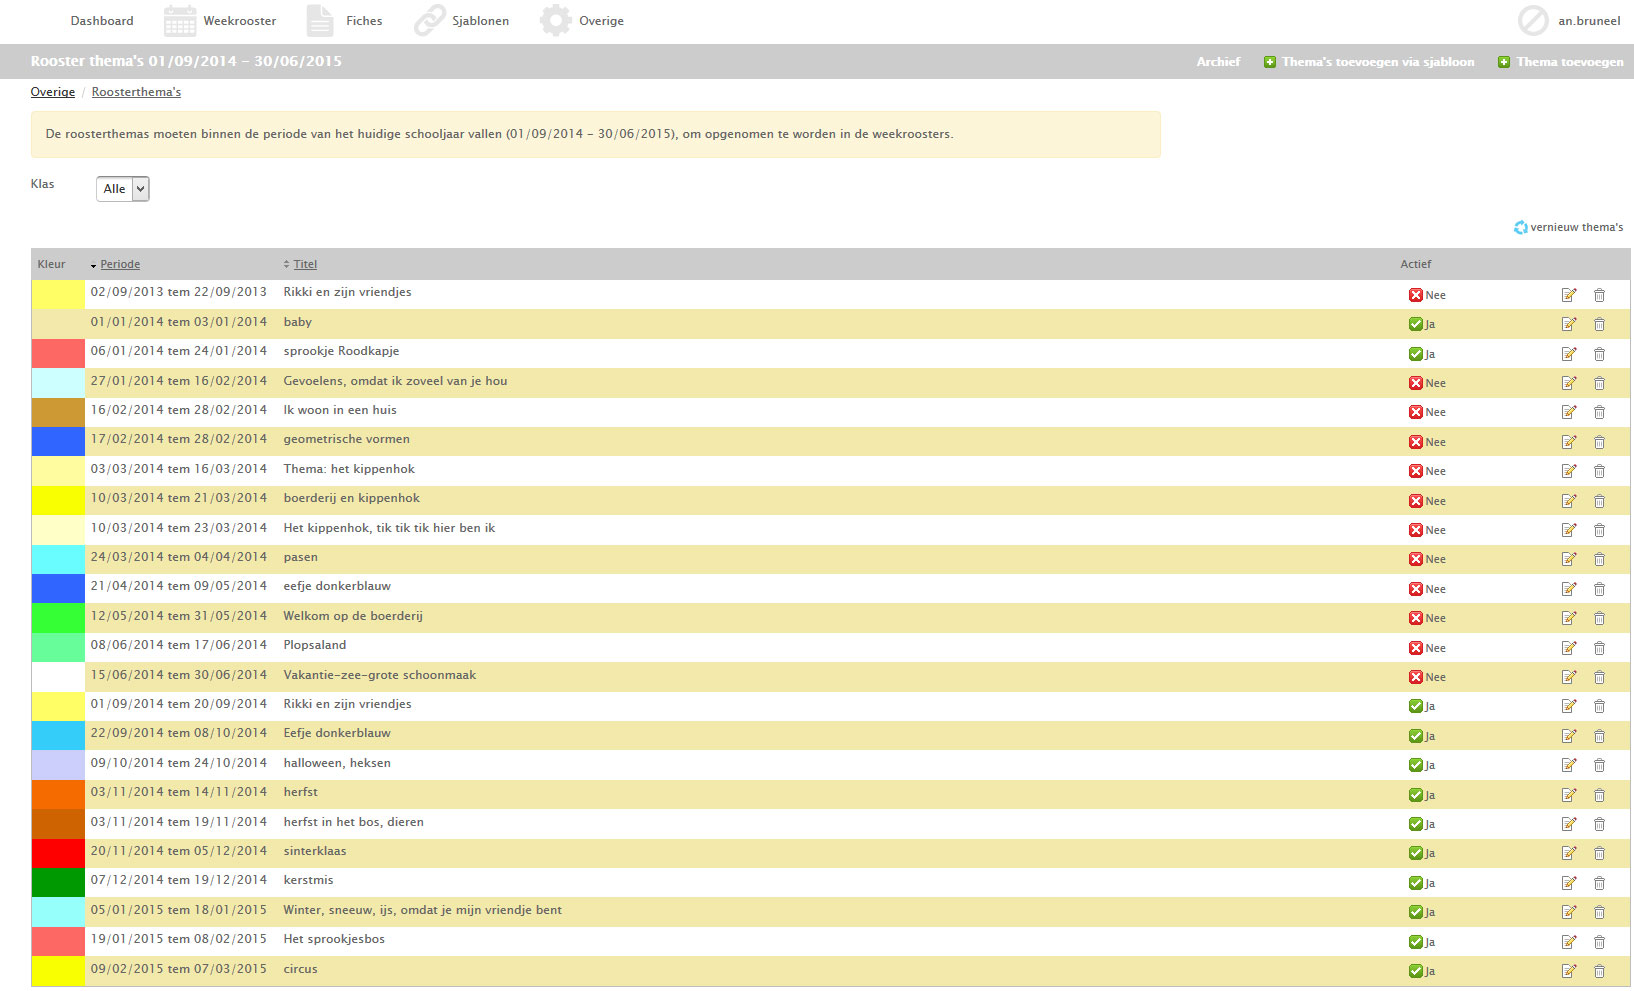 Dashboard Weekrooster Fiches Sjablonen Overige an.bruneel
Rooster thema's 01/09/2014 - 30/06/2015 Archief Thema's toevoegen via sjabloon Thema toevoegen
Overige / Roosterthema's
De roosterthemas moeten binnen de periode van het huidige schooljaar vallen (01/09/2014 - 30/06/2015), om opgenomen te worden in de weekroosters.
Klas Alle
vernieuw thema's
Kleur Periode Titel Actief
02/09/2013 tem 22/09/2013 Rikki en zijn vriendjes Nee
01/01/2014 tem 03/01/2014 baby Ja
06/01/2014 tem 24/01/2014 sprookje Roodkapje Ja
27/01/2014 tem 16/02/2014 Gevoelens, omdat ik zoveel van je hou Nee
16/02/2014 tem 28/02/2014 Ik woon in een huis Nee
17/02/2014 tem 28/02/2014 geometrische vormen Nee
03/03/2014 tem 16/03/2014 Thema: het kippenhok Nee
10/03/2014 tem 21/03/2014 boerderij en kippenhok Nee
10/03/2014 tem 23/03/2014 Het kippenhok, tik tik tik hier ben ik Nee
24/03/2014 tem 04/04/2014 pasen Nee
21/04/2014 tem 09/05/2014 eefje donkerblauw Nee
12/05/2014 tem 31/05/2014 Welkom op de boerderij Nee
08/06/2014 tem 17/06/2014 Plopsaland Nee
15/06/2014 tem 30/06/2014 Vakantie-zee-grote schoonmaak Nee
01/09/2014 tem 20/09/2014 Rikki en zijn vriendjes Ja
22/09/2014 tem 08/10/2014 Eefje donkerblauw Ja
09/10/2014 tem 24/10/2014 halloween, heksen Ja
03/11/2014 tem 14/11/2014 herfst Ja
03/11/2014 tem 19/11/2014 herfst in het bos, dieren Ja
20/11/2014 tem 05/12/2014 sinterklaas Ja
07/12/2014 tem 19/12/2014 kerstmis Ja
05/01/2015 tem 18/01/2015 Winter, sneeuw, ijs, omdat je mijn vriendje bent Ja
19/01/2015 tem 08/02/2015 Het sprookjesbos Ja
09/02/2015 tem 07/03/2015 circus Ja